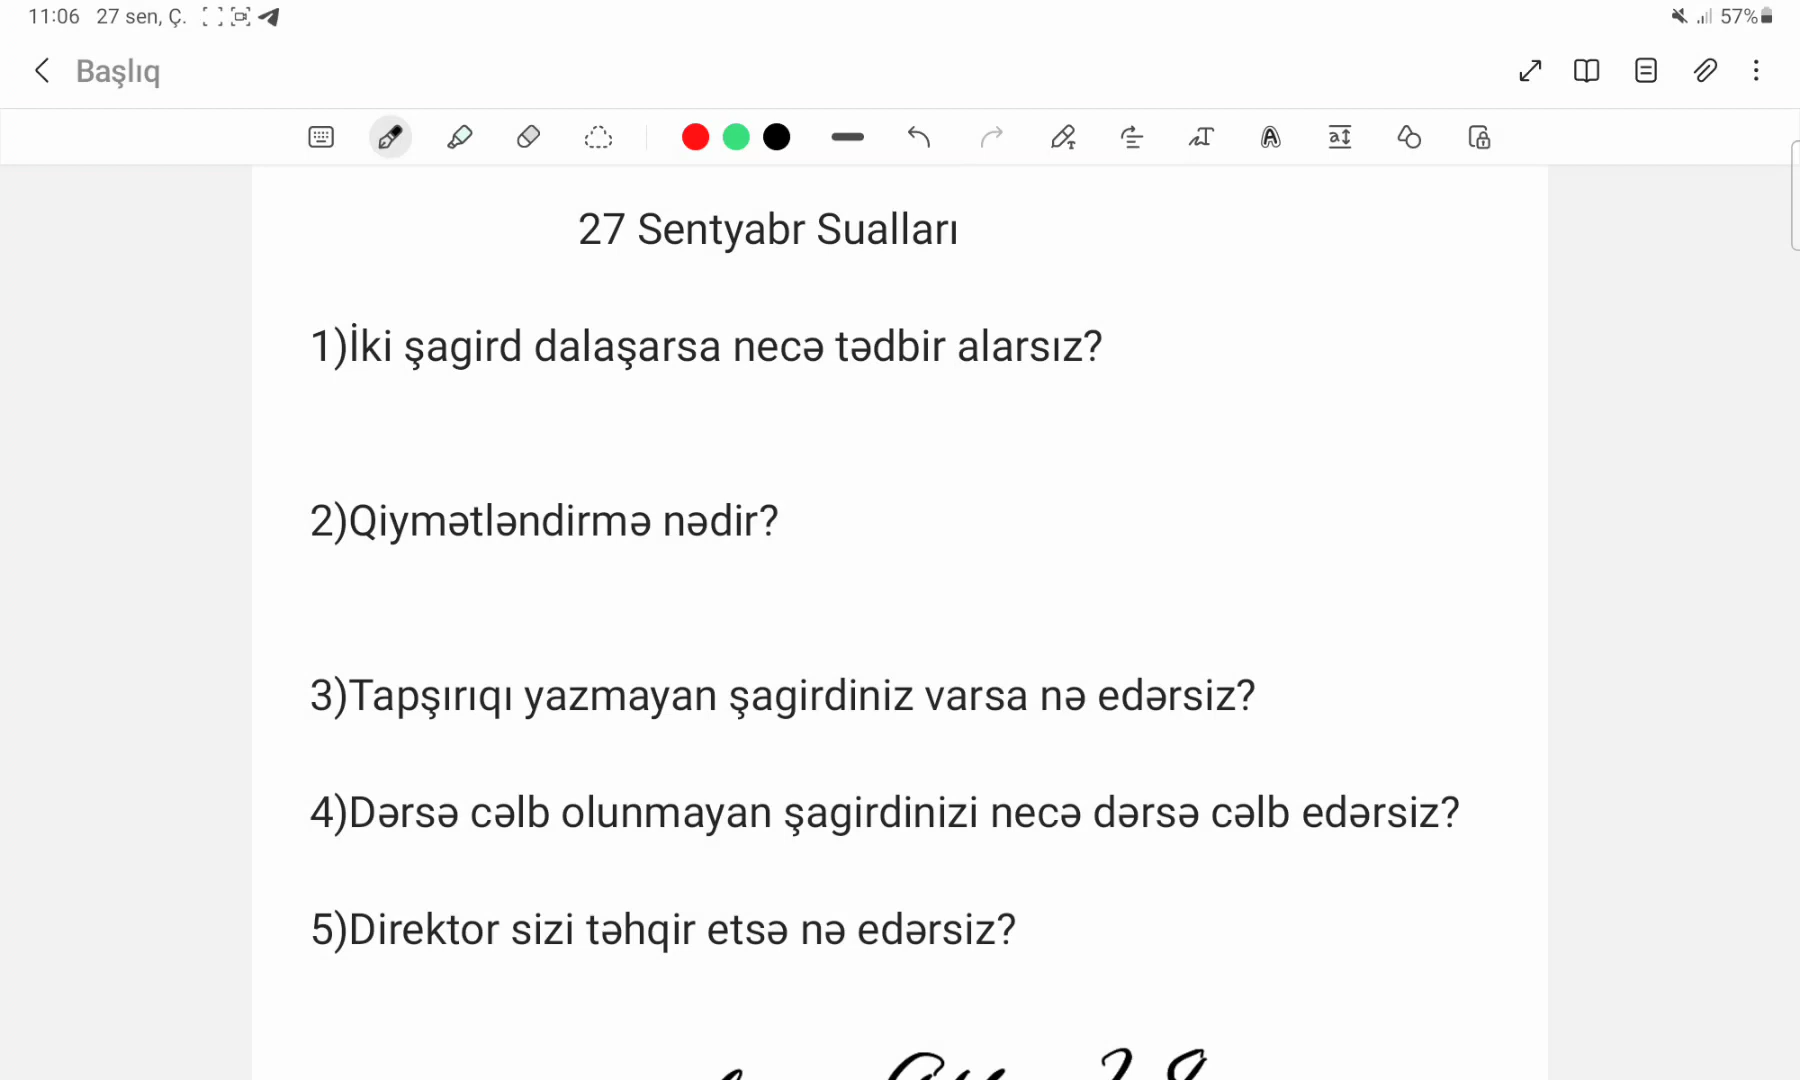 11:06 27 sen, Ç. 57%
Başlıq
27 Sentyabr Sualları
1)İki şagird dalaşarsa necə tədbir alarsız?
2)Qiymətləndirmə nədir?
3)Tapşırıqı yazmayan şagirdiniz varsa nə edərsiz?
4)Dərsə cəlb olunmayan şagirdinizi necə dərsə cəlb edərsiz?
5)Direktor sizi təhqir etsə nə edərsiz?